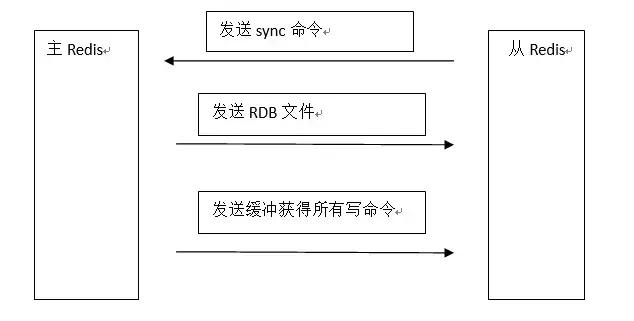 发送 sync 命令
主 Redis
从 Redis
发送 RDB 文件
发送缓冲获得所有写命令